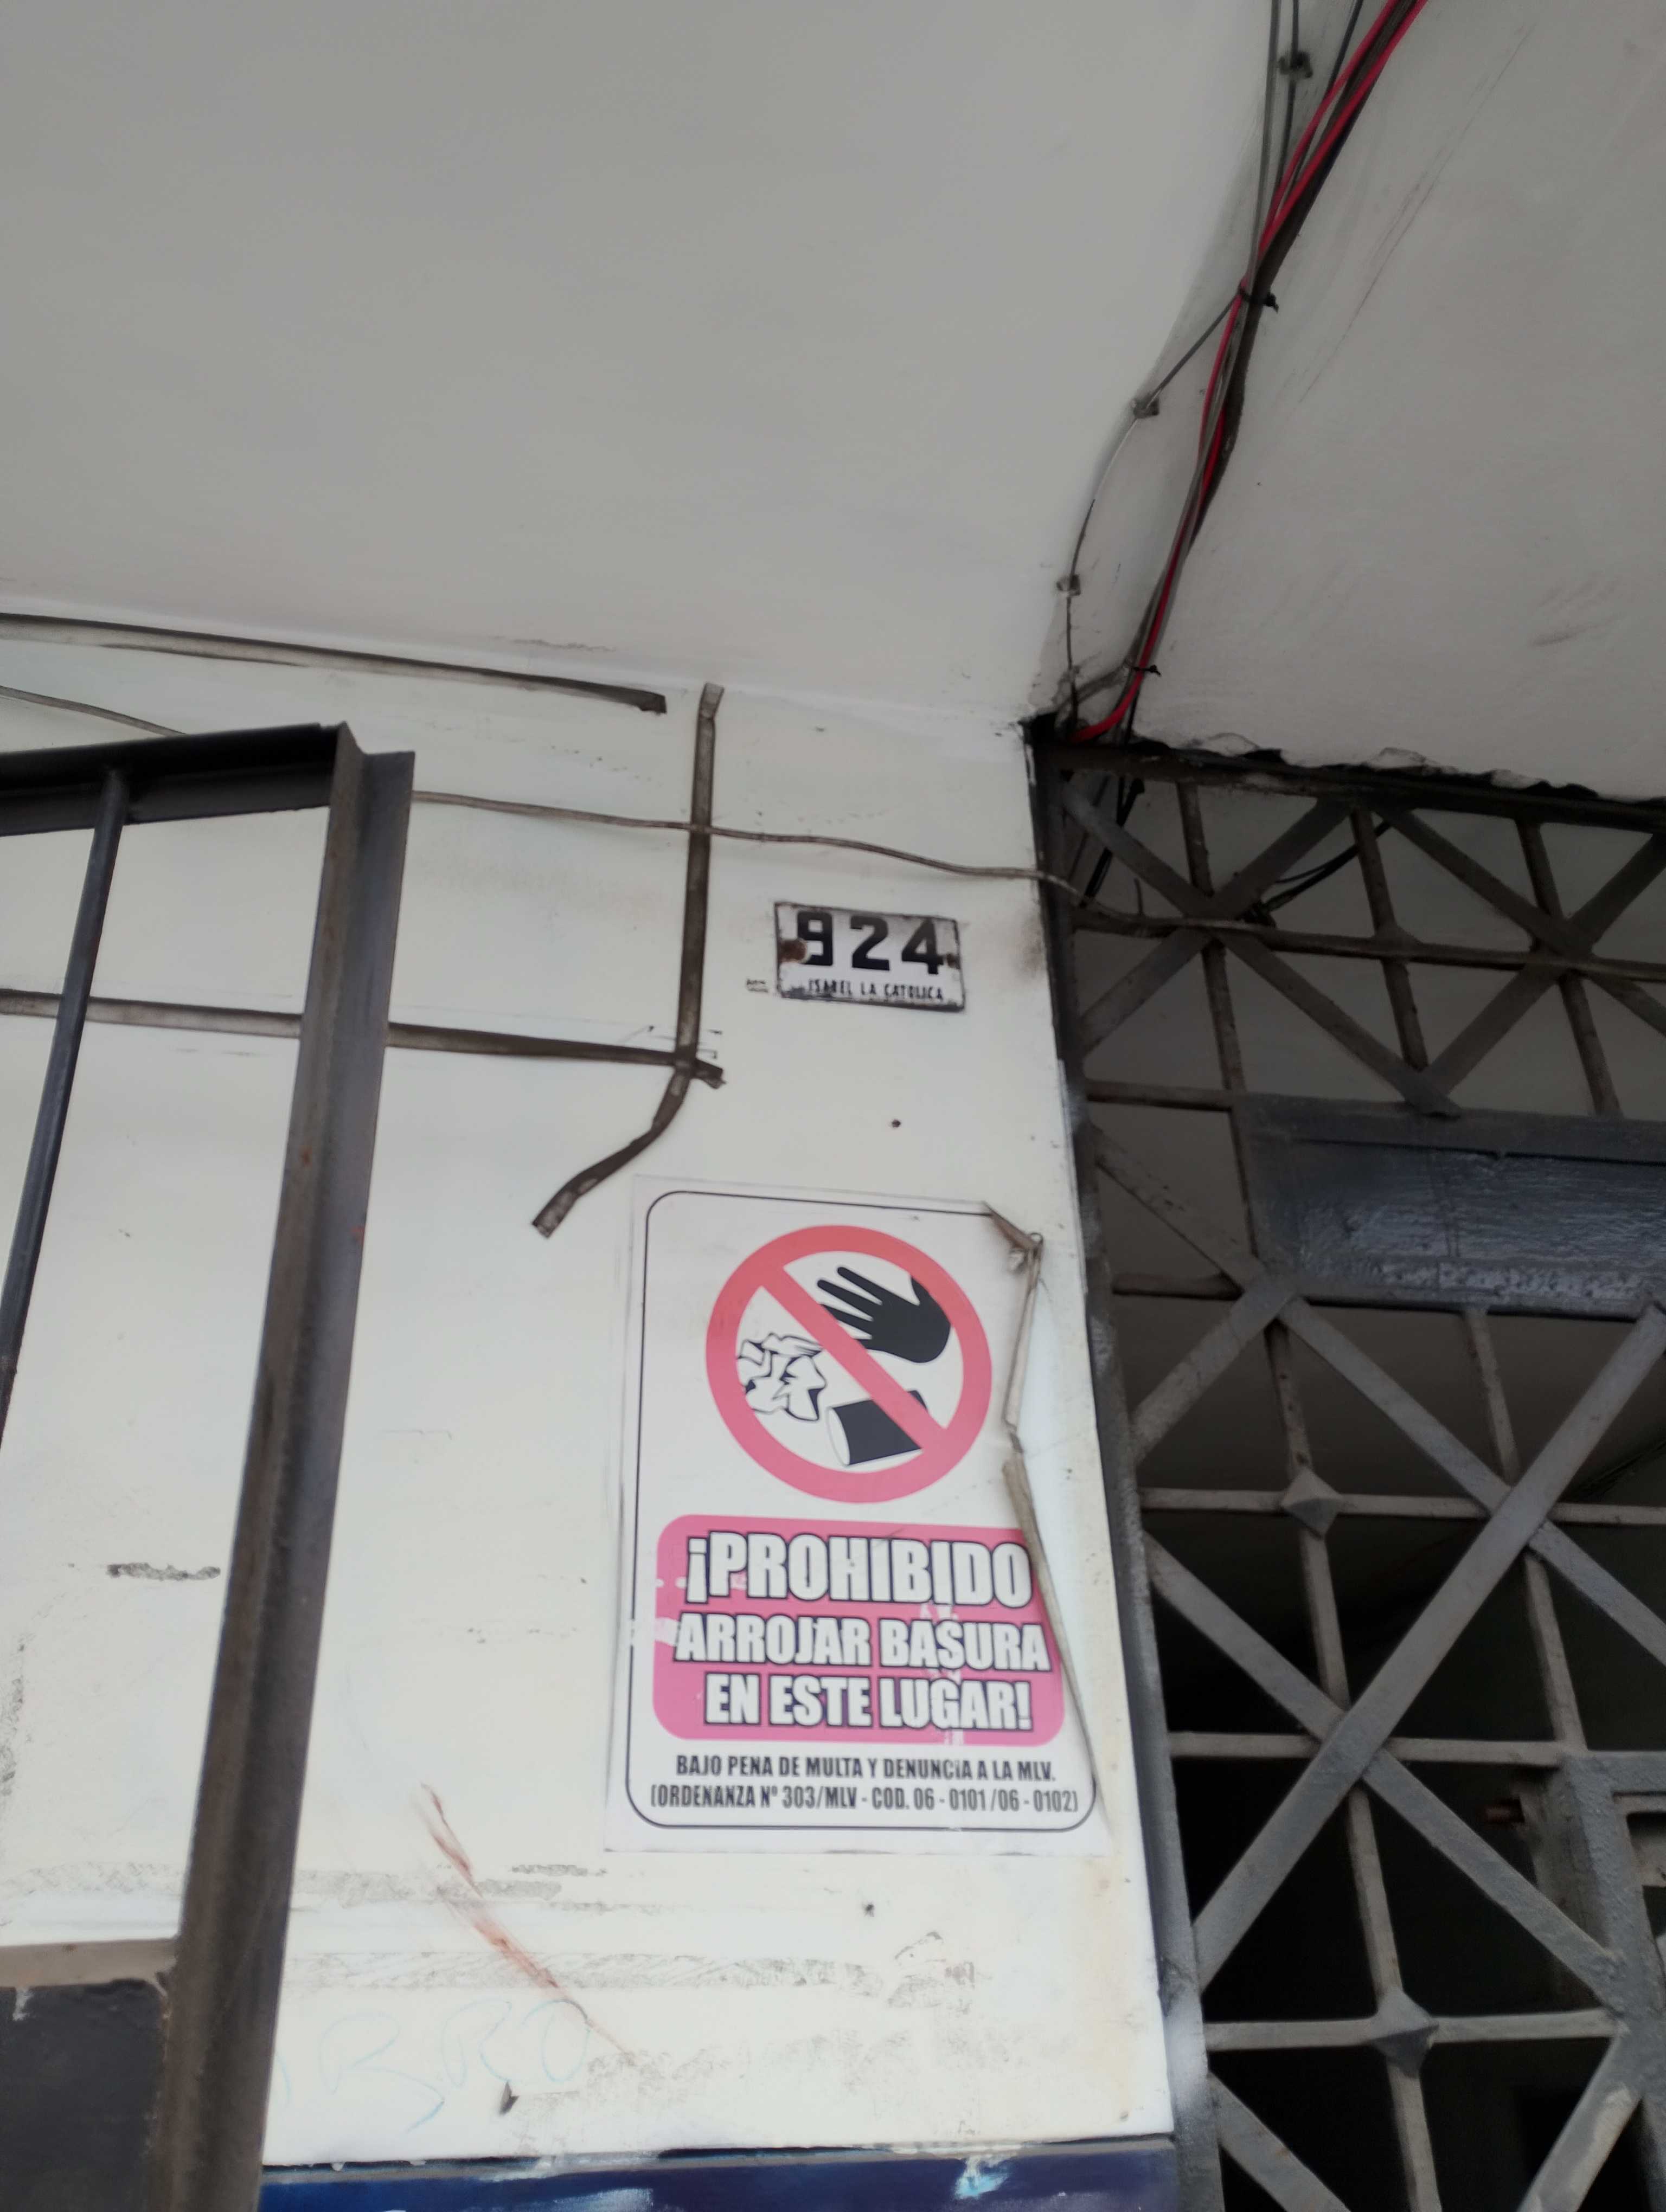 924
ISABEL LA CATOLICA
¡PROHIBIDO
ARROJAR BASURA
EN ESTE LUGAR!
BAJO PENA DE MULTA Y DENUNCIA A LA MLV.
(ORDENANZA Nº 303/MLV - COD. 06 - 0101 /06 - 0102)